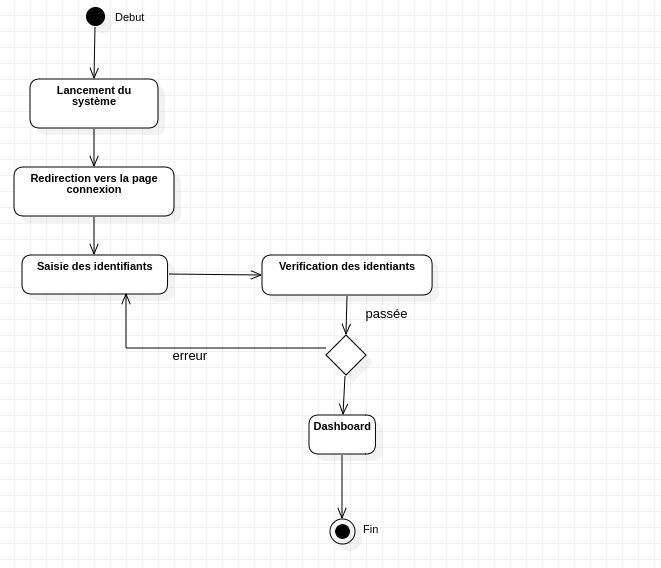 Debut
Lancement du
système
Redirection vers la page
connexion
Saisie des identifiants
Verification des identiants
passée
erreur
Dashboard
Fin